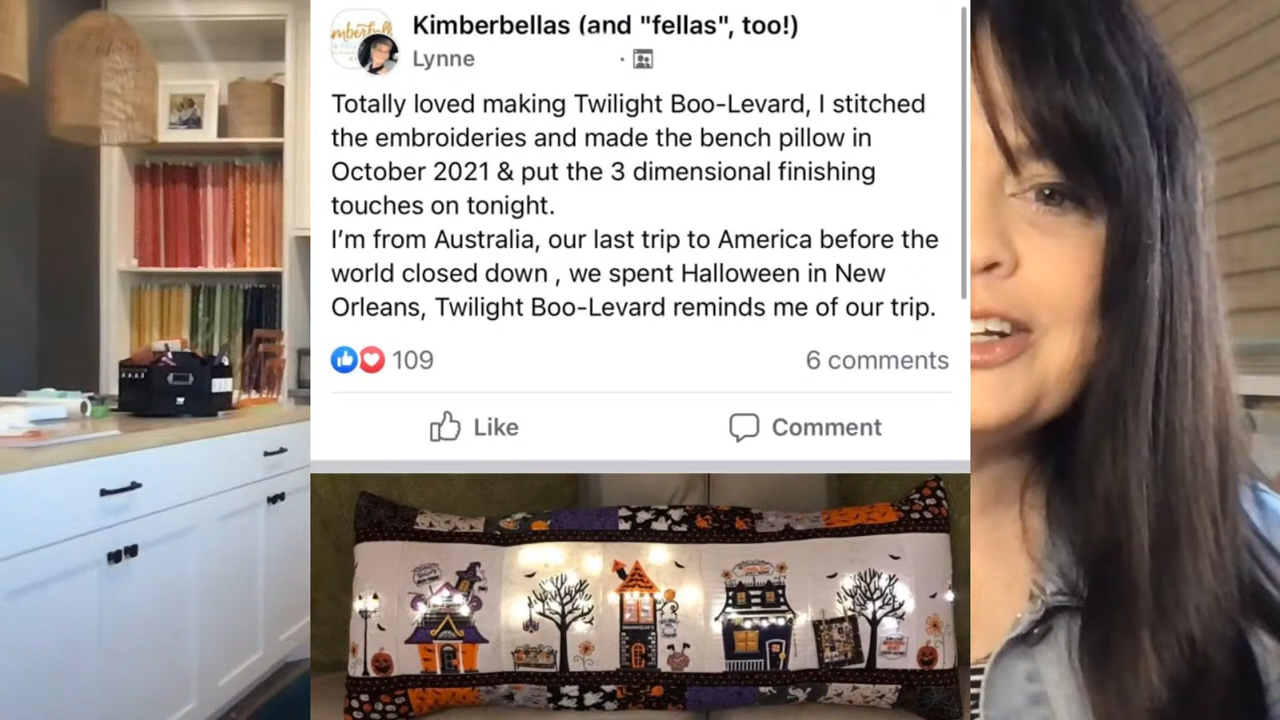 Kimberbellas (and "fellas", too!)
Lynne
Totally loved making Twilight Boo-Levard, I stitched
the embroideries and made the bench pillow in
October 2021 & put the 3 dimensional finishing
touches on tonight.
I'm from Australia, our last trip to America before the
world closed down , we spent Halloween in New
Orleans, Twilight Boo-Levard reminds me of our trip.
109
6 comments
Like
Comment